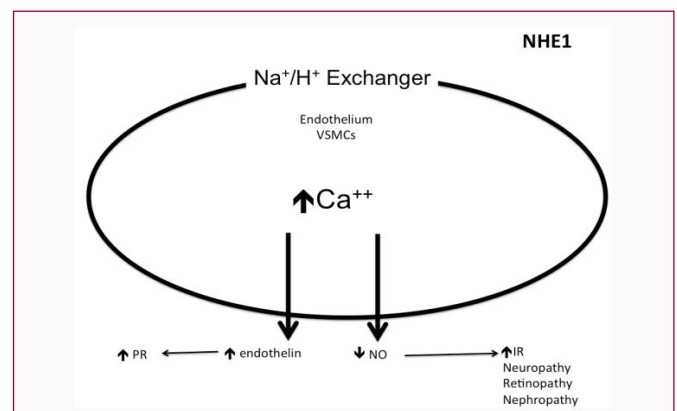 NHE1
Na⁺/H⁺ Exchanger
Endothelium
VSMCs
↑Ca⁺⁺
↑ PR
↑ endothelin
↓ NO
↑IR
Neuropathy
Retinopathy
Nephropathy